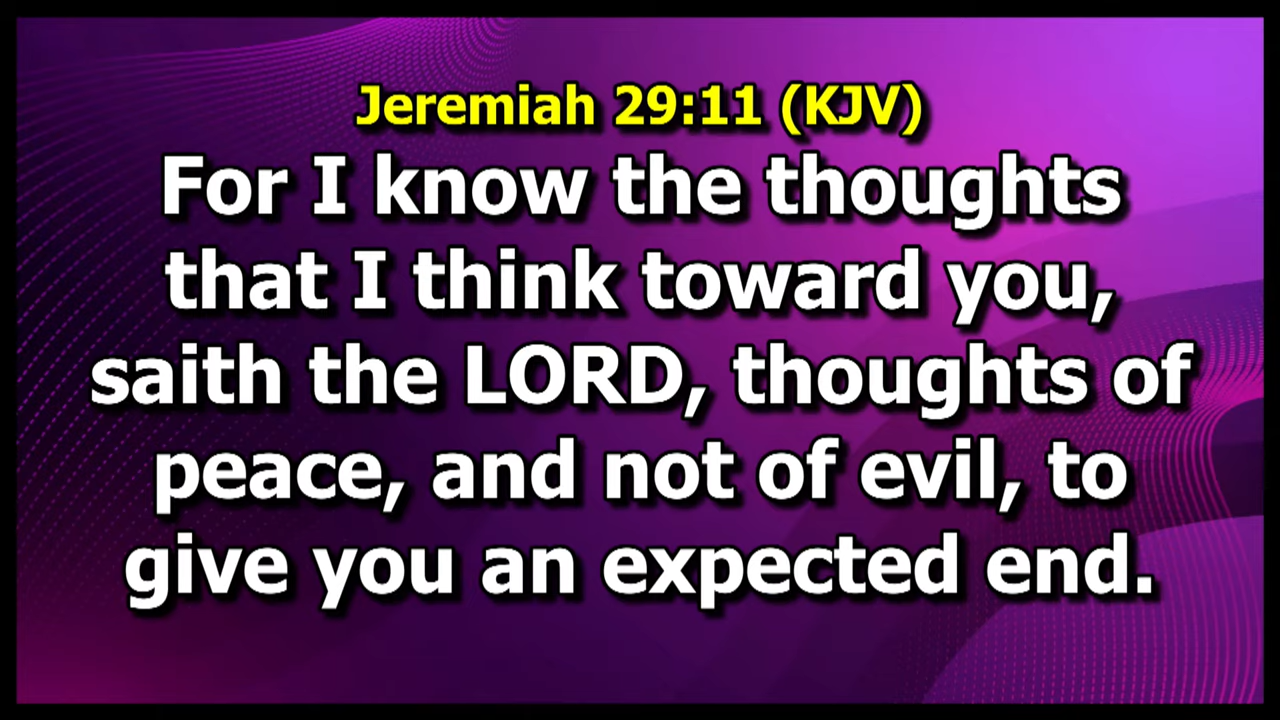 Jeremiah 29:11 (KJV)
For I know the thoughts
that I think toward you,
saith the LORD, thoughts of
peace, and not of evil, to
give you an expected end.